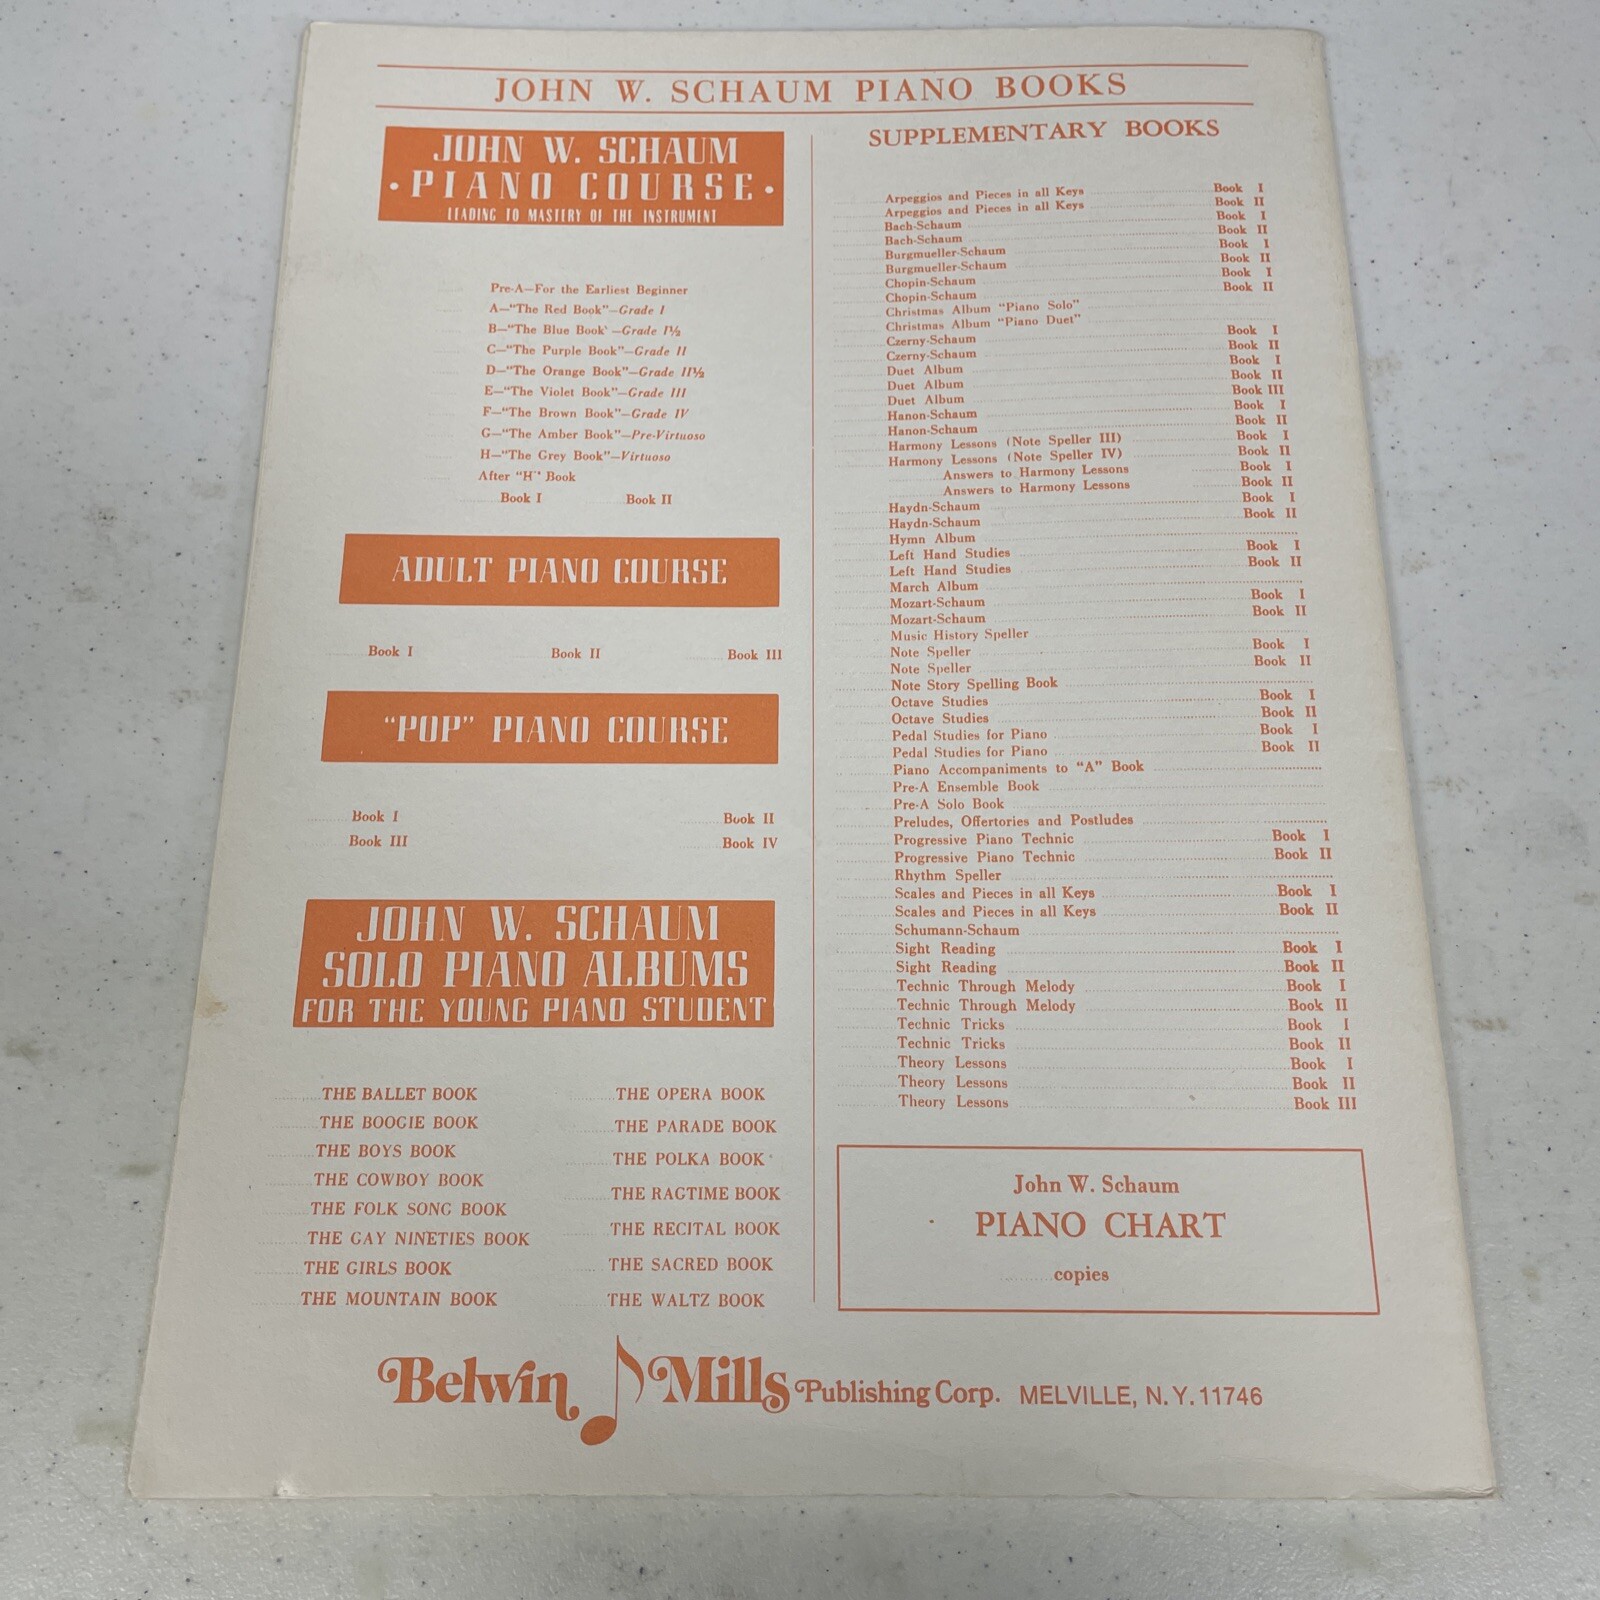 JOHN W. SCHAUM PIANO BOOKS
JOHN W. SCHAUM
• PIANO COURSE •
LEADING TO MASTERY OF THE INSTRUMENT
Pre-A—For the Earliest Beginner
A—"The Red Book"—Grade I
B—"The Blue Book"—Grade I½
C—"The Purple Book"—Grade II
D—"The Orange Book"—Grade II½
E—"The Violet Book"—Grade III
F—"The Brown Book"—Grade IV
G—"The Amber Book"—Pre-Virtuoso
H—"The Grey Book"—Virtuoso
After "H" Book
Book I Book II
ADULT PIANO COURSE
Book I Book II Book III
"POP" PIANO COURSE
Book I Book II
Book III Book IV
JOHN W. SCHAUM
SOLO PIANO ALBUMS
FOR THE YOUNG PIANO STUDENT
THE BALLET BOOK
THE BOOGIE BOOK
THE BOYS BOOK
THE COWBOY BOOK
THE FOLK SONG BOOK
THE GAY NINETIES BOOK
THE GIRLS BOOK
THE MOUNTAIN BOOK
THE OPERA BOOK
THE PARADE BOOK
THE POLKA BOOK
THE RAGTIME BOOK
THE RECITAL BOOK
THE SACRED BOOK
THE WALTZ BOOK
SUPPLEMENTARY BOOKS
Arpeggios and Pieces in all Keys Book I
Arpeggios and Pieces in all Keys Book II
Bach-Schaum Book I
Bach-Schaum Book II
Burgmueller-Schaum Book I
Burgmueller-Schaum Book II
Chopin-Schaum Book I
Chopin-Schaum Book II
Christmas Album "Piano Solo"
Christmas Album "Piano Duet"
Czerny-Schaum Book I
Czerny-Schaum Book II
Duet Album Book I
Duet Album Book II
Duet Album Book III
Hanon-Schaum Book I
Hanon-Schaum Book II
Harmony Lessons (Note Speller III) Book I
Harmony Lessons (Note Speller IV) Book II
Answers to Harmony Lessons Book I
Answers to Harmony Lessons Book II
Haydn-Schaum Book I
Haydn-Schaum Book II
Hymn Album
Left Hand Studies Book I
Left Hand Studies Book II
March Album
Mozart-Schaum Book I
Mozart-Schaum Book II
Music History Speller
Note Speller Book I
Note Speller Book II
Note Story Spelling Book
Octave Studies Book I
Octave Studies Book II
Pedal Studies for Piano Book I
Pedal Studies for Piano Book II
Piano Accompaniments to "A" Book
Pre-A Ensemble Book
Pre-A Solo Book
Preludes, Offertories and Postludes
Progressive Piano Technic Book I
Progressive Piano Technic Book II
Rhythm Speller
Scales and Pieces in all Keys Book I
Scales and Pieces in all Keys Book II
Schumann-Schaum
Sight Reading Book I
Sight Reading Book II
Technic Through Melody Book I
Technic Through Melody Book II
Technic Tricks Book I
Technic Tricks Book II
Theory Lessons Book I
Theory Lessons Book II
Theory Lessons Book III
John W. Schaum
PIANO CHART
copies
Belwin Mills Publishing Corp. MELVILLE, N. Y. 11746